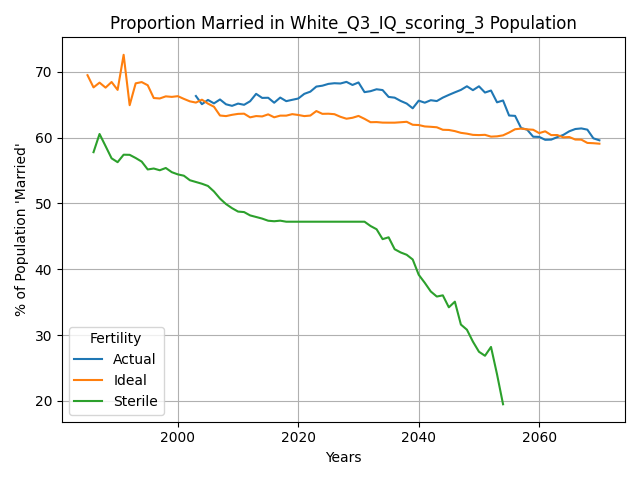 Proportion Married in White_Q3_IQ_scoring_3 Population
% of Population 'Married'
70
60
50
40
30
20
Fertility
Actual
Ideal
Sterile
2000 2020 2040 2060
Years